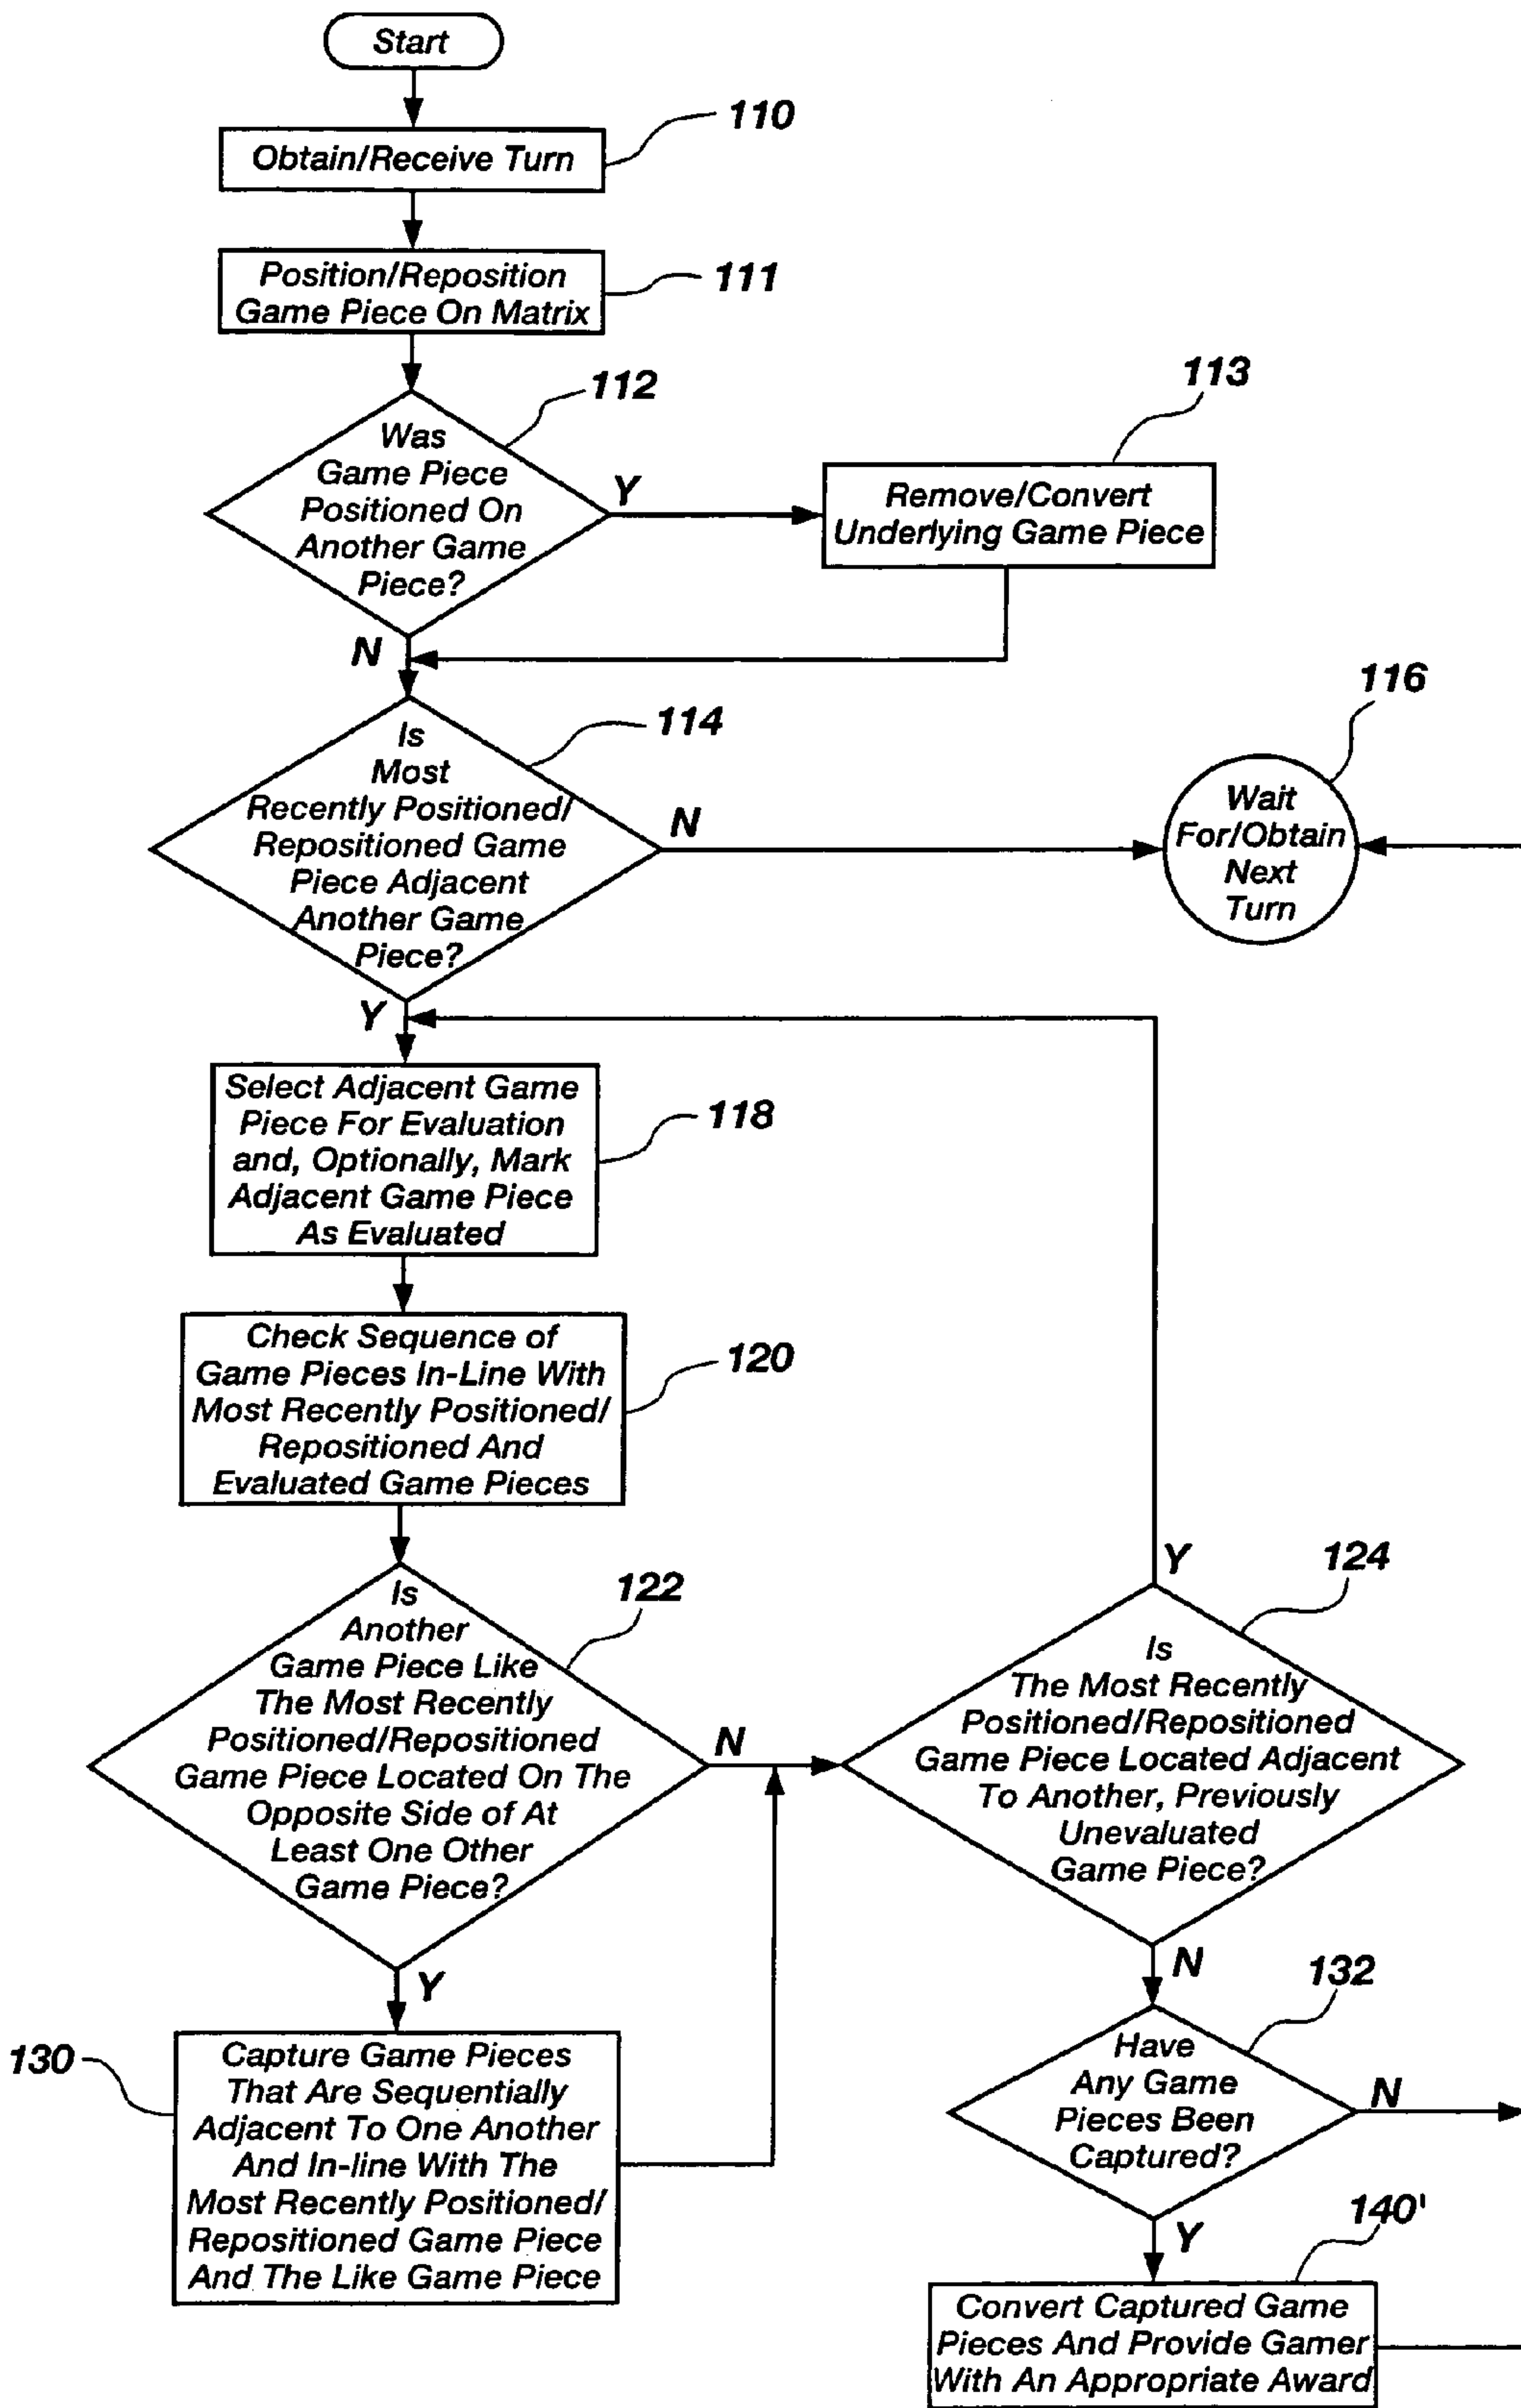 Start
110
Obtain/Receive Turn
111
Position/Reposition
Game Piece On Matrix
112
Was
Game Piece
Positioned On
Another Game
Piece?
Y
N
113
Remove/Convert
Underlying Game Piece
114
Is
Most
Recently Positioned/
Repositioned Game
Piece Adjacent
Another Game
Piece?
N
Y
116
Wait
For/Obtain
Next
Turn
118
Select Adjacent Game
Piece For Evaluation
and, Optionally, Mark
Adjacent Game Piece
As Evaluated
120
Check Sequence of
Game Pieces In-Line With
Most Recently Positioned/
Repositioned And
Evaluated Game Pieces
122
Is
Another
Game Piece Like
The Most Recently
Positioned/Repositioned
Game Piece Located On The
Opposite Side of At
Least One Other
Game Piece?
N
Y
124
Y
Is
The Most Recently
Positioned/Repositioned
Game Piece Located Adjacent
To Another, Previously
Unevaluated
Game Piece?
N
130
Capture Game Pieces
That Are Sequentially
Adjacent To One Another
And In-line With The
Most Recently Positioned/
Repositioned Game Piece
And The Like Game Piece
132
Have
Any Game
Pieces Been
Captured?
N
Y
140'
Convert Captured Game
Pieces And Provide Gamer
With An Appropriate Award